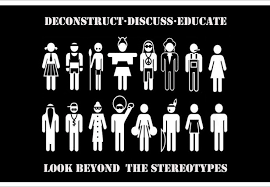 DECONSTRUCT·DISCUSS·EDUCATE
LOOK BEYOND THE STEREOTYPES